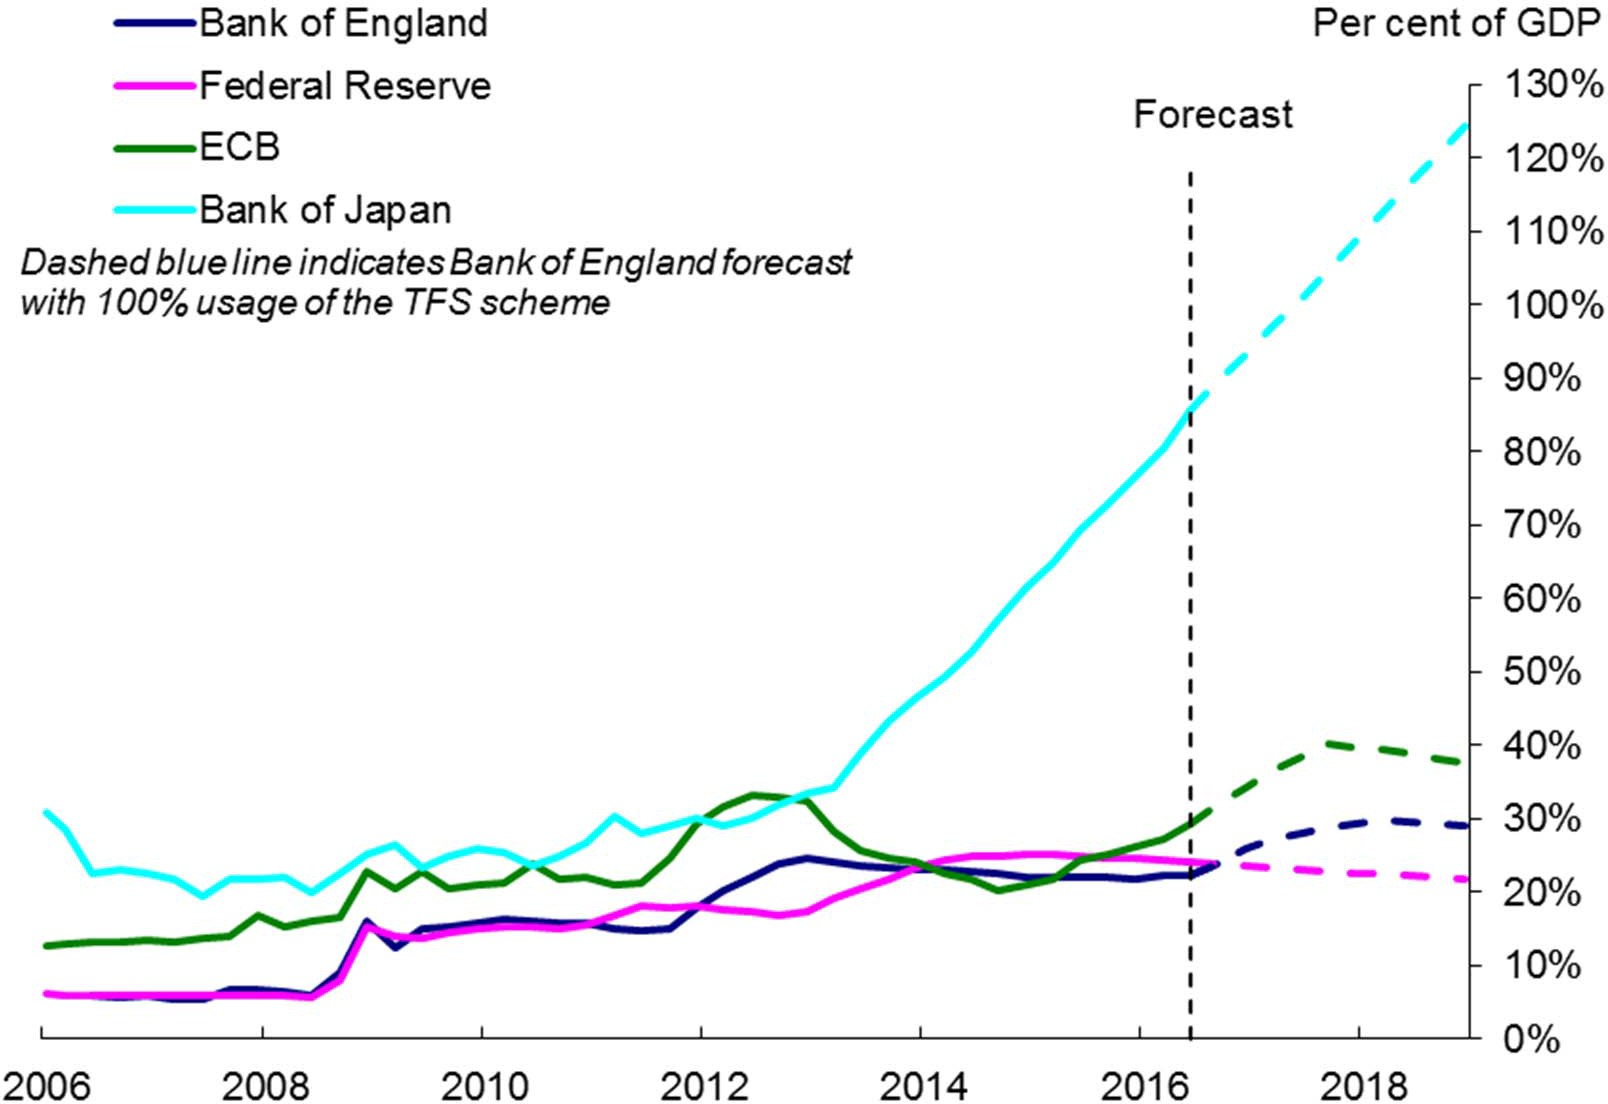 Bank of England
Federal Reserve
ECB
Bank of Japan
Dashed blue line indicates Bank of England forecast
with 100% usage of the TFS scheme
Per cent of GDP
Forecast
130%
120%
110%
100%
90%
80%
70%
60%
50%
40%
30%
20%
10%
0%
2006 2008 2010 2012 2014 2016 2018